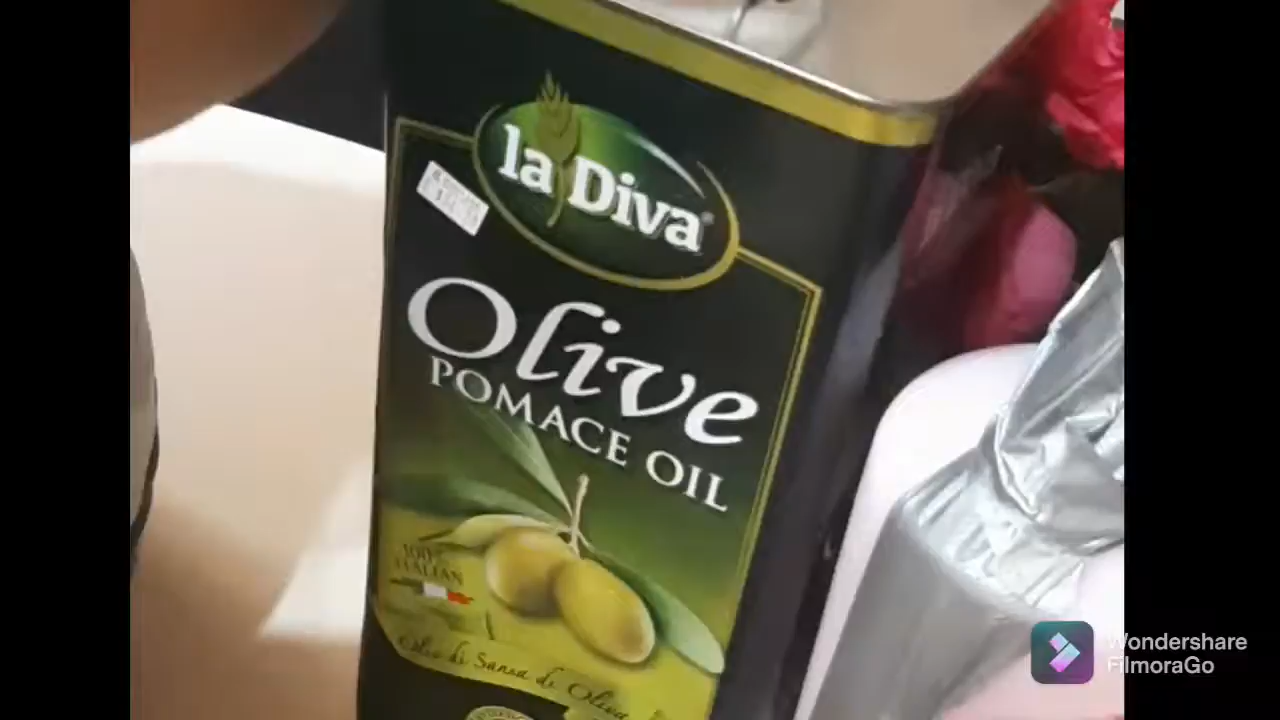 la Diva
Olive
POMACE OIL
100%
ITALIAN
Olio di Sansa di Oliva
Wondershare
FilmoraGo